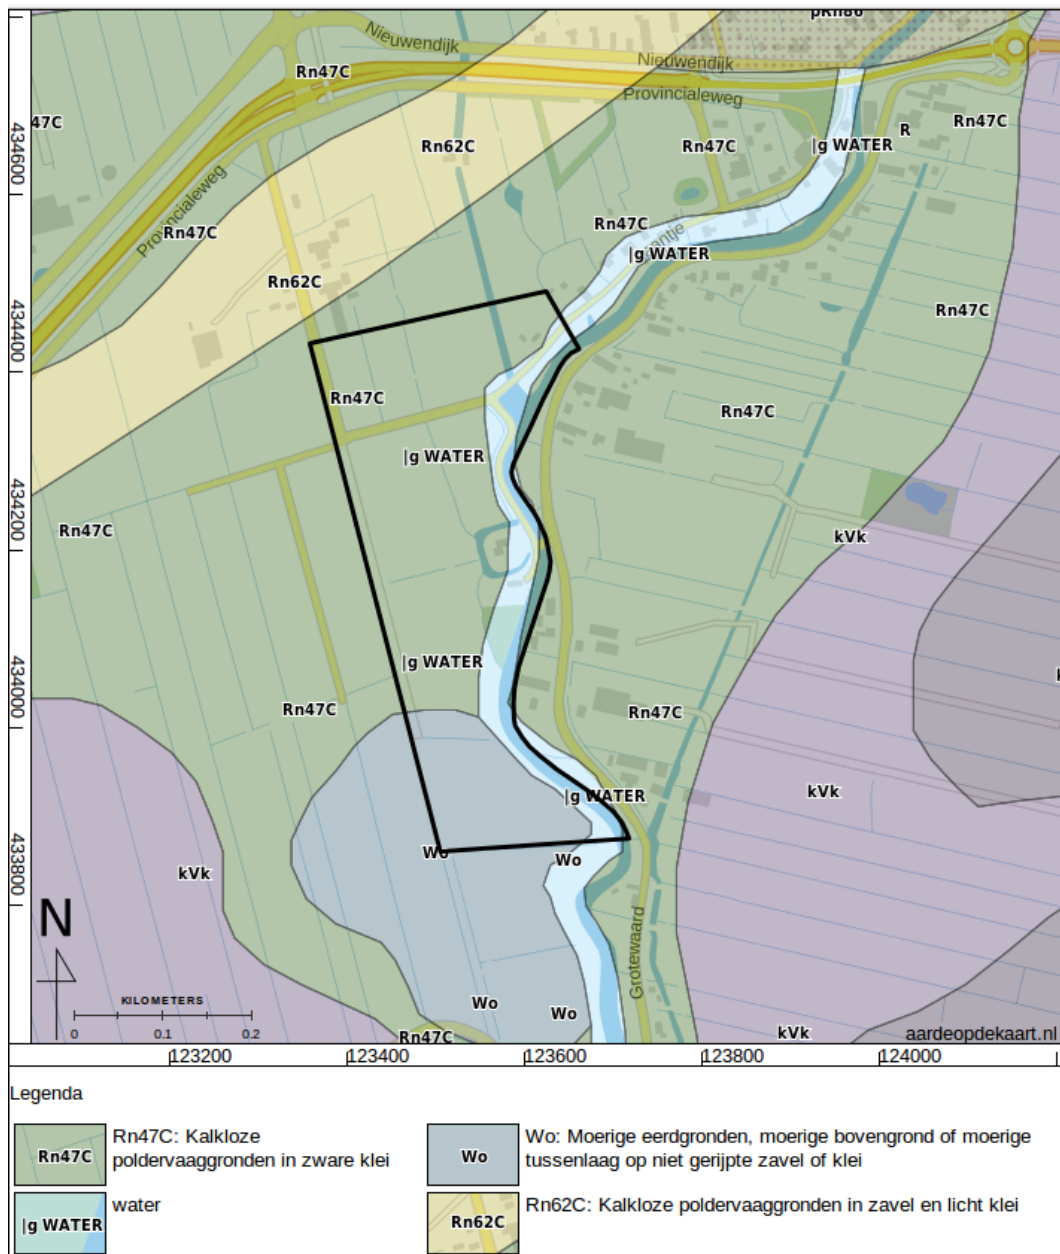 pRn86
Nieuwendijk
Nieuwendijk
Rn47C
Provincialeweg
47C
Rn47C
R
Rn62C
Rn47C
|g WATER
434600
Provincialeweg
Rn47C
Rn47C
|g WATER
Rn62C
Rn47C
434400
Rn47C
Rn47C
|g WATER
434200
Rn47C
kVk
|g WATER
434000
Rn47C
Rn47C
kVk
|g WATER
Wo
Wo
kVk
433800
N
Grotewaard
KILOMETERS
0 0.1 0.2
Wo
Wo
Rn47C
kVk
aardeopdekaart.nl
123200 123400 123600 123800 124000
Legenda
Rn47C
Rn47C: Kalkloze
poldervaaggronden in zware klei
Wo
Wo: Moerige eerdgronden, moerige bovengrond of moerige
tussenlaag op niet gerijpte zavel of klei
|g WATER
water
Rn62C
Rn62C: Kalkloze poldervaaggronden in zavel en licht klei